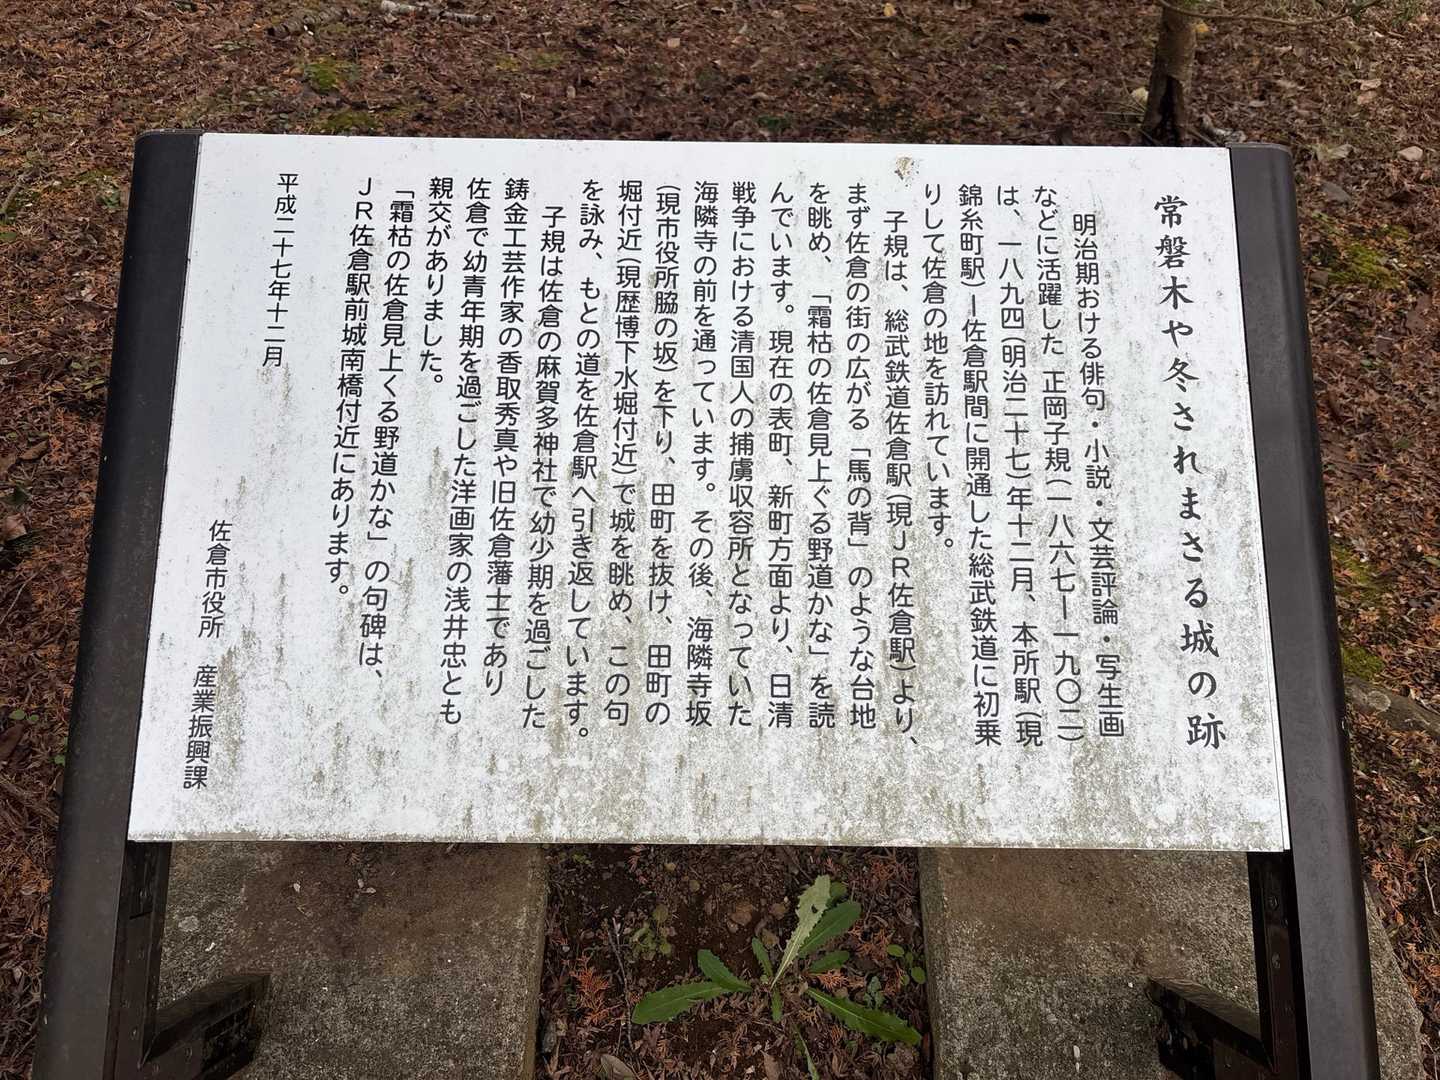 常磐木や冬されまさる城の跡
明治期おける俳句・小説・文芸評論・写生画
などに活躍した 正岡子規(一八六七―一九〇二)
は、一八九四(明治二十七)年十二月、本所駅(現
錦糸町駅)ー佐倉駅間に開通した総武鉄道に初乗
りして佐倉の地を訪れています。
子規は、総武鉄道佐倉駅(現JR佐倉駅)より、
まず佐倉の街の広がる「馬の背」のような台地
を眺め、「霜枯の佐倉見上ぐる野道かな」を読
んでいます。現在の表町、新町方面より、日清
戦争における清国人の捕虜収容所となっていた
海隣寺の前を通っています。その後、海隣寺坂
(現市役所脇の坂)を下り、田町を抜け、田町の
堀付近(現歴博下水堀付近)で城を眺め、この句
を詠み、もとの道を佐倉駅へ引き返しています。
子規は佐倉の麻賀多神社で幼少期を過ごした
鋳金工芸作家の香取秀真や旧佐倉藩士であり
佐倉で幼青年期を過ごした洋画家の浅井忠とも
親交がありました。
「霜枯の佐倉見上くる野道かな」の句碑は、
JR佐倉駅前城南橋付近にあります。
平成二十七年十二月
佐倉市役所 産業振興課